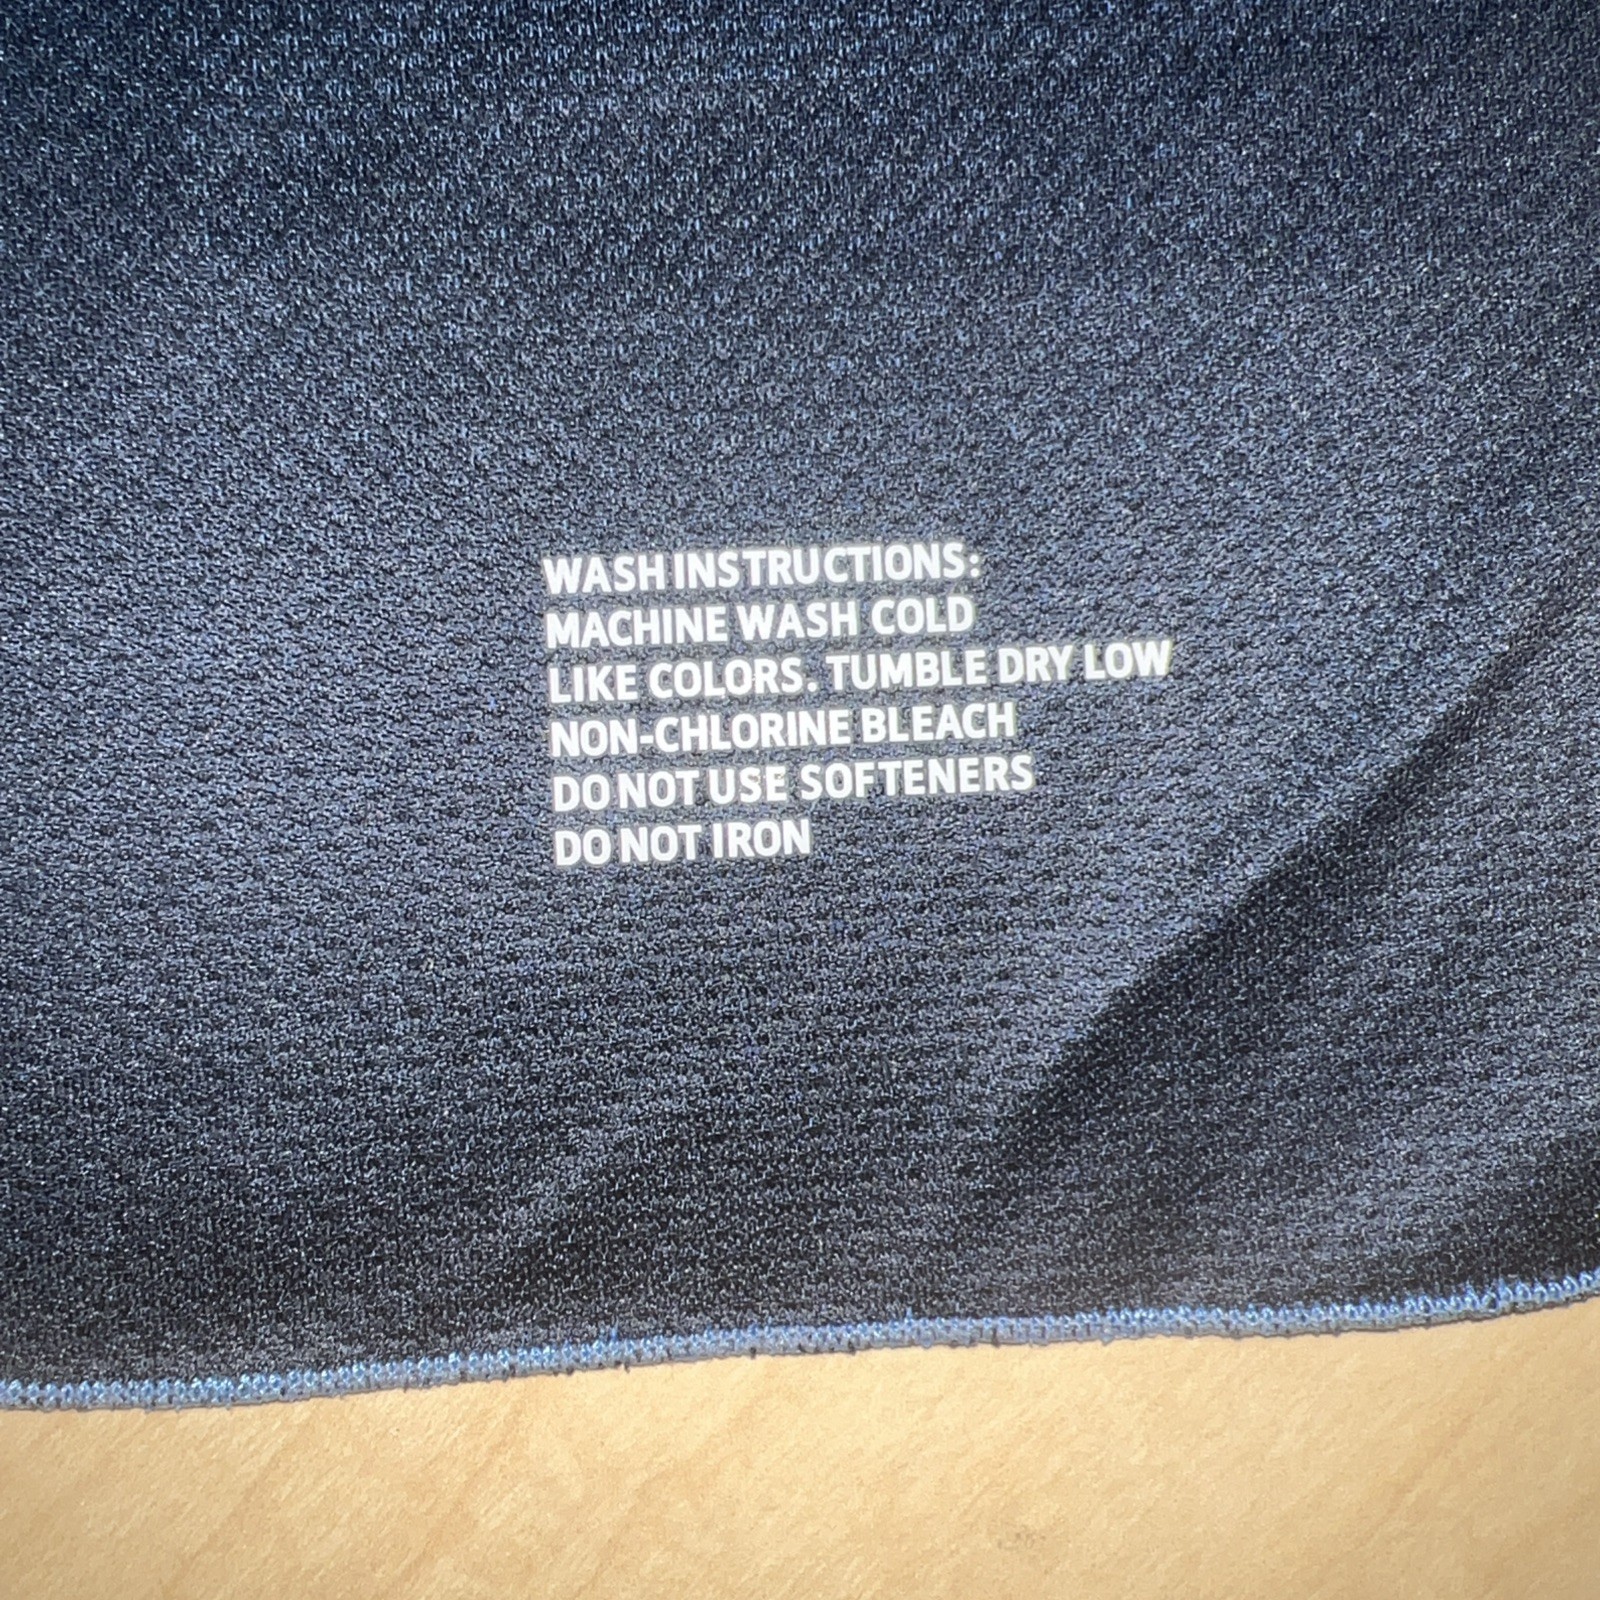 WASH INSTRUCTIONS:
MACHINE WASH COLD
LIKE COLORS. TUMBLE DRY LOW
NON-CHLORINE BLEACH
DO NOT USE SOFTENERS
DO NOT IRON